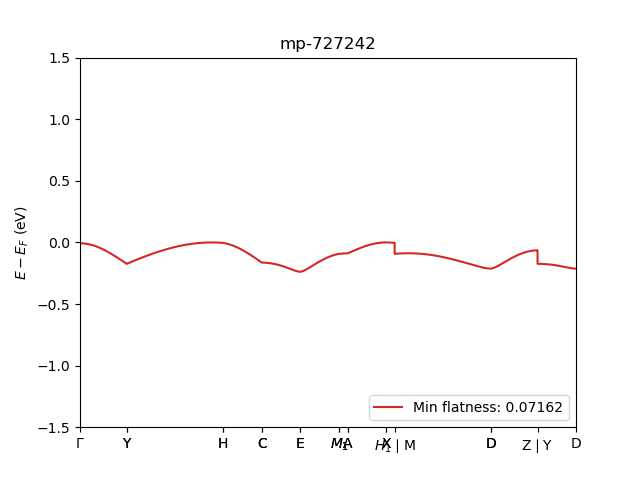 mp-727242
E − E_F (eV)
1.5
1.0
0.5
0.0
−0.5
−1.0
−1.5
Min flatness: 0.07162
Γ Y H C E M₁ A X H₁ | M D Z | Y D